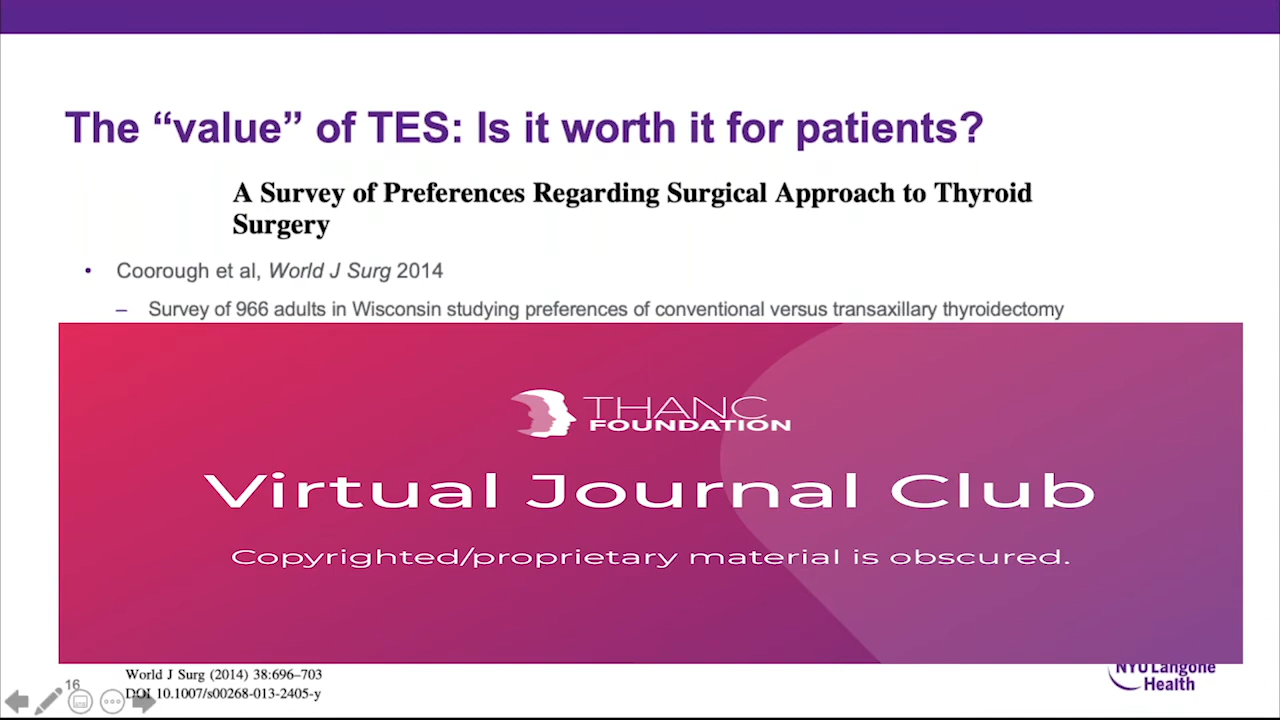 The “value” of TES: Is it worth it for patients?
A Survey of Preferences Regarding Surgical Approach to Thyroid
Surgery
• Coorough et al, World J Surg 2014
– Survey of 966 adults in Wisconsin studying preferences of conventional versus transaxillary thyroidectomy
THANC
FOUNDATION
Virtual Journal Club
Copyrighted/proprietary material is obscured.
World J Surg (2014) 38:696–703
DOI 10.1007/s00268-013-2405-y
16
NYU Langone
Health